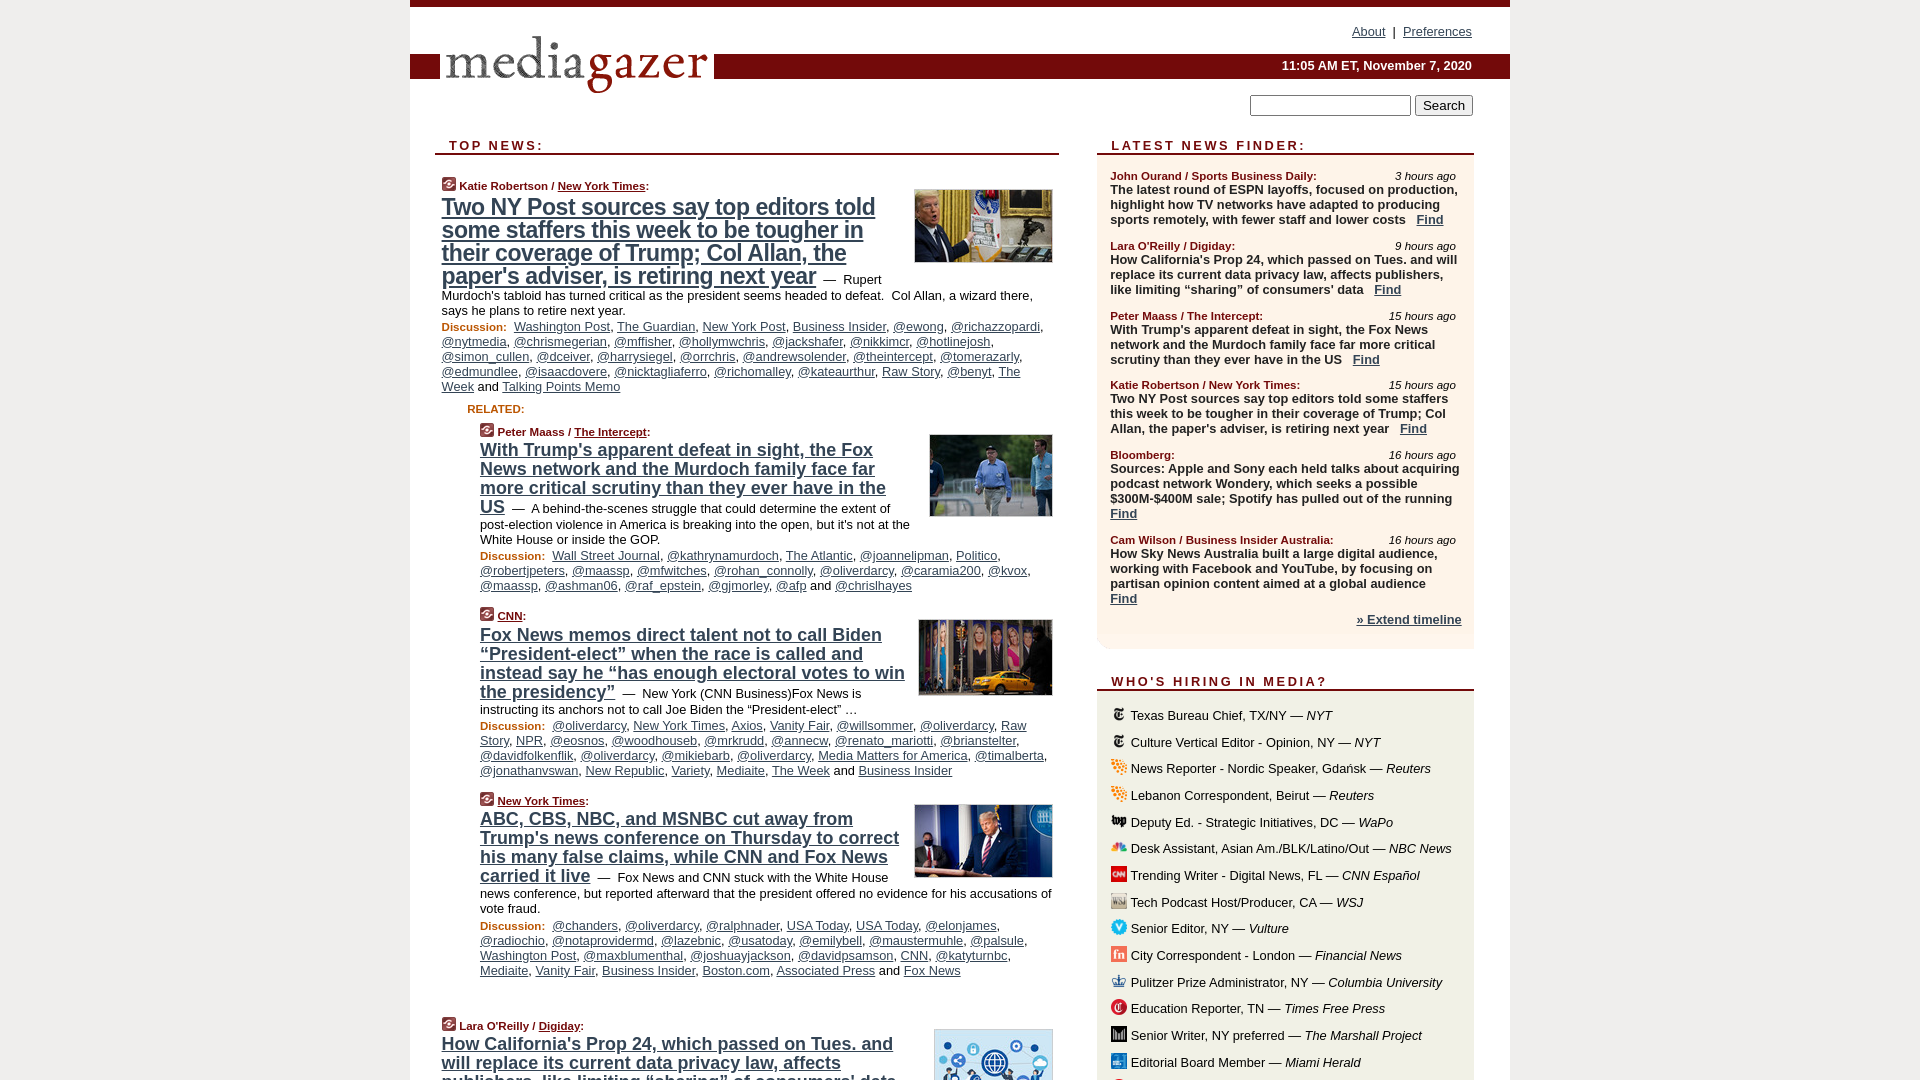 About | Preferences
mediagazer
11:05 AM ET, November 7, 2020
Search
TOP NEWS:
Katie Robertson / New York Times:
Two NY Post sources say top editors told
some staffers this week to be tougher in
their coverage of Trump; Col Allan, the
paper's adviser, is retiring next year — Rupert
Murdoch's tabloid has turned critical as the president seems headed to defeat. Col Allan, a wizard there,
says he plans to retire next year.
Discussion: Washington Post, The Guardian, New York Post, Business Insider, @ewong, @richazzopardi,
@nytmedia, @chrismegerian, @mffisher, @hollymwchris, @jackshafer, @nikkimcr, @hotlinejosh,
@simon_cullen, @dceiver, @harrysiegel, @orrchris, @andrewsolender, @theintercept, @tomerazarly,
@edmundlee, @isaacdovere, @nicktagliaferro, @richomalley, @kateaurthur, Raw Story, @benyt, The
Week and Talking Points Memo
RELATED:
Peter Maass / The Intercept:
With Trump's apparent defeat in sight, the Fox
News network and the Murdoch family face far
more critical scrutiny than they ever have in the
US — A behind-the-scenes struggle that could determine the extent of
post-election violence in America is breaking into the open, but it's not at the
White House or inside the GOP.
Discussion: Wall Street Journal, @kathrynamurdoch, The Atlantic, @joannelipman, Politico,
@robertjpeters, @maassp, @mfwitches, @rohan_connolly, @oliverdarcy, @caramia200, @kvox,
@maassp, @ashman06, @raf_epstein, @gjmorley, @afp and @chrislhayes
CNN:
Fox News memos direct talent not to call Biden
“President-elect” when the race is called and
instead say he “has enough electoral votes to win
the presidency” — New York (CNN Business)Fox News is
instructing its anchors not to call Joe Biden the “President-elect” …
Discussion: @oliverdarcy, New York Times, Axios, Vanity Fair, @willsommer, @oliverdarcy, Raw
Story, NPR, @eosnos, @woodhouseb, @mrkrudd, @annecw, @renato_mariotti, @brianstelter,
@davidfolkenflik, @oliverdarcy, @mikiebarb, @oliverdarcy, Media Matters for America, @timalberta,
@jonathanvswan, New Republic, Variety, Mediaite, The Week and Business Insider
New York Times:
ABC, CBS, NBC, and MSNBC cut away from
Trump's news conference on Thursday to correct
his many false claims, while CNN and Fox News
carried it live — Fox News and CNN stuck with the White House
news conference, but reported afterward that the president offered no evidence for his accusations of
vote fraud.
Discussion: @chanders, @oliverdarcy, @ralphnader, USA Today, USA Today, @elonjames,
@radiochio, @notaprovidermd, @lazebnic, @usatoday, @emilybell, @maustermuhle, @palsule,
Washington Post, @maxblumenthal, @joshuayjackson, @davidpsamson, CNN, @katyturnbc,
Mediaite, Vanity Fair, Business Insider, Boston.com, Associated Press and Fox News
Lara O'Reilly / Digiday:
How California's Prop 24, which passed on Tues. and
will replace its current data privacy law, affects
publishers, like limiting “sharing” of consumers' data
LATEST NEWS FINDER:
John Ourand / Sports Business Daily: 3 hours ago
The latest round of ESPN layoffs, focused on production,
highlight how TV networks have adapted to producing
sports remotely, with fewer staff and lower costs Find
Lara O'Reilly / Digiday: 9 hours ago
How California's Prop 24, which passed on Tues. and will
replace its current data privacy law, affects publishers,
like limiting “sharing” of consumers' data Find
Peter Maass / The Intercept: 15 hours ago
With Trump's apparent defeat in sight, the Fox News
network and the Murdoch family face far more critical
scrutiny than they ever have in the US Find
Katie Robertson / New York Times: 15 hours ago
Two NY Post sources say top editors told some staffers
this week to be tougher in their coverage of Trump; Col
Allan, the paper's adviser, is retiring next year Find
Bloomberg: 16 hours ago
Sources: Apple and Sony each held talks about acquiring
podcast network Wondery, which seeks a possible
$300M-$400M sale; Spotify has pulled out of the running
Find
Cam Wilson / Business Insider Australia: 16 hours ago
How Sky News Australia built a large digital audience,
working with Facebook and YouTube, by focusing on
partisan opinion content aimed at a global audience
Find
» Extend timeline
WHO'S HIRING IN MEDIA?
Texas Bureau Chief, TX/NY — NYT
Culture Vertical Editor - Opinion, NY — NYT
News Reporter - Nordic Speaker, Gdańsk — Reuters
Lebanon Correspondent, Beirut — Reuters
Deputy Ed. - Strategic Initiatives, DC — WaPo
Desk Assistant, Asian Am./BLK/Latino/Out — NBC News
Trending Writer - Digital News, FL — CNN Español
Tech Podcast Host/Producer, CA — WSJ
Senior Editor, NY — Vulture
City Correspondent - London — Financial News
Pulitzer Prize Administrator, NY — Columbia University
Education Reporter, TN — Times Free Press
Senior Writer, NY preferred — The Marshall Project
Editorial Board Member — Miami Herald